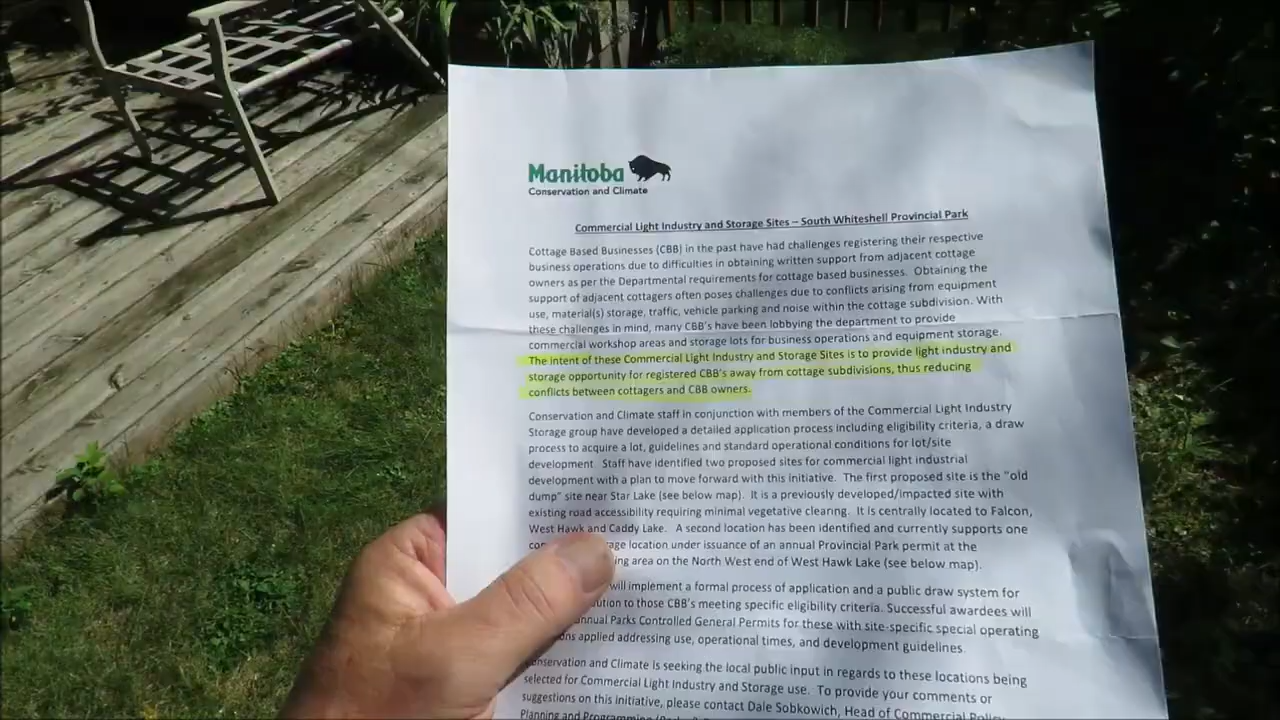 Manitoba
Conservation and Climate
Commercial Light Industry and Storage Sites – South Whiteshell Provincial Park
Cottage Based Businesses (CBB) in the past have had challenges registering their respective
business operations due to difficulties in obtaining written support from adjacent cottage
owners as per the Departmental requirements for cottage based businesses. Obtaining the
support of adjacent cottagers often poses challenges due to conflicts arising from equipment
use, material(s) storage, traffic, vehicle parking and noise within the cottage subdivision. With
these challenges in mind, many CBB's have been lobbying the department to provide
commercial workshop areas and storage lots for business operations and equipment storage.
The intent of these Commercial Light Industry and Storage Sites is to provide light industry and
storage opportunity for registered CBB's away from cottage subdivisions, thus reducing
conflicts between cottagers and CBB owners.
Conservation and Climate staff in conjunction with members of the Commercial Light Industry
Storage group have developed a detailed application process including eligibility criteria, a draw
process to acquire a lot, guidelines and standard operational conditions for lot/site
development. Staff have identified two proposed sites for commercial light industrial
development with a plan to move forward with this initiative. The first proposed site is the "old
dump" site near Star Lake (see below map). It is a previously developed/impacted site with
existing road accessibility requiring minimal vegetative clearing. It is centrally located to Falcon,
West Hawk and Caddy Lake. A second location has been identified and currently supports one
location under issuance of an annual Provincial Park permit at the
area on the North West end of West Hawk Lake (see below map).
will implement a formal process of application and a public draw system for
to those CBB's meeting specific eligibility criteria. Successful awardees will
annual Parks Controlled General Permits for these with site-specific special operating
applied addressing use, operational times, and development guidelines.
Conservation and Climate is seeking the local public input in regards to these locations being
selected for Commercial Light Industry and Storage use. To provide your comments or
suggestions on this initiative, please contact Dale Sobkowich, Head of Commercial Policy
Planning and Programming